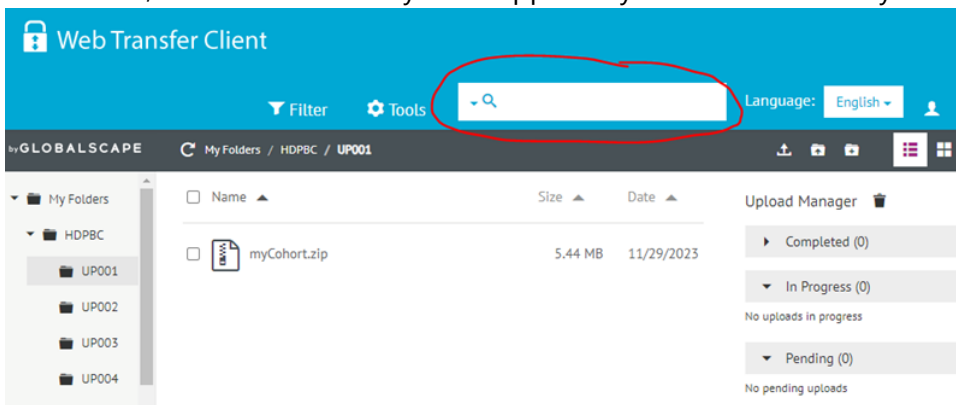 Web Transfer Client
Filter Tools Language: English
by GLOBALSCAPE My Folders / HDPBC / UP001
My Folders
HDPBC
UP001
UP002
UP003
UP004
Name Size Date
myCohort.zip 5.44 MB 11/29/2023
Upload Manager
Completed (0)
In Progress (0)
No uploads in progress
Pending (0)
No pending uploads